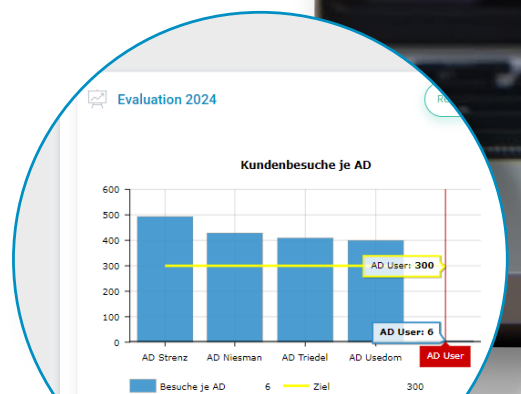 Evaluation 2024
Kundenbesuche je AD
600
500
400
300
200
100
0
AD User: 300
AD User: 6
AD Strenz AD Niesman AD Triedel AD Usedom AD User
Besuche je AD 6 Ziel 300